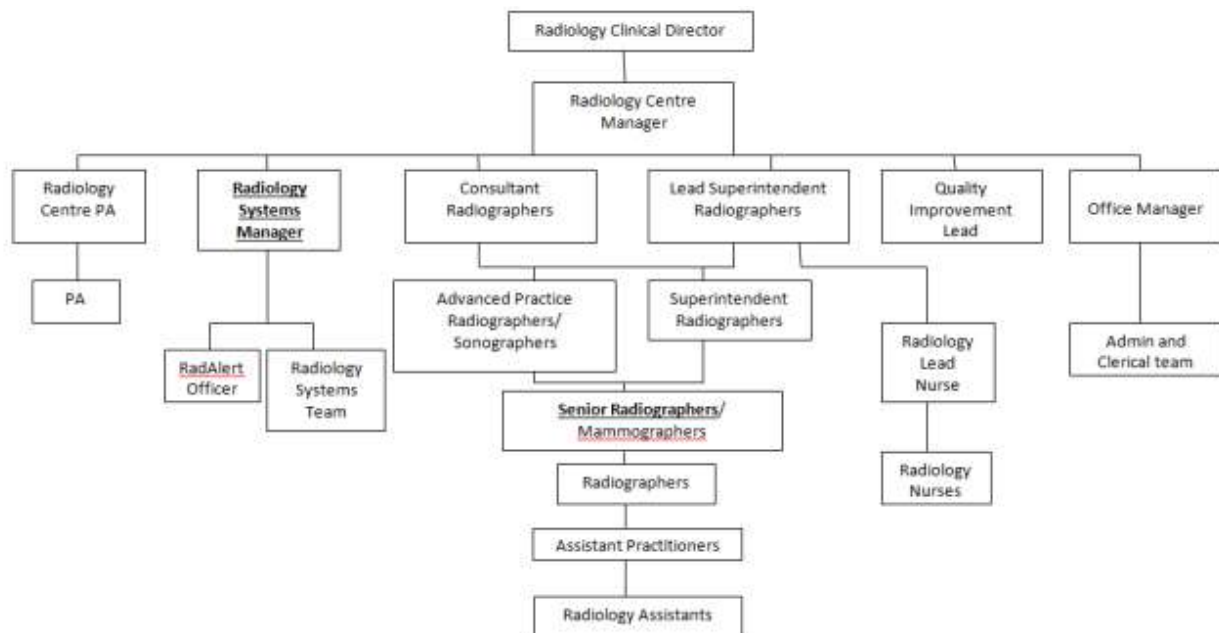 Radiology Clinical Director
Radiology Centre
Manager
Radiology
Centre PA
Radiology
Systems
Manager
Consultant
Radiographers
Lead Superintendent
Radiographers
Quality
Improvement
Lead
Office Manager
PA
Advanced Practice
Radiographers/
Sonographers
Superintendent
Radiographers
RadAlert
Officer
Radiology
Systems
Team
Radiology
Lead
Nurse
Admin and
Clerical team
Senior Radiographers/
Mammographers
Radiographers
Radiology
Nurses
Assistant Practitioners
Radiology Assistants